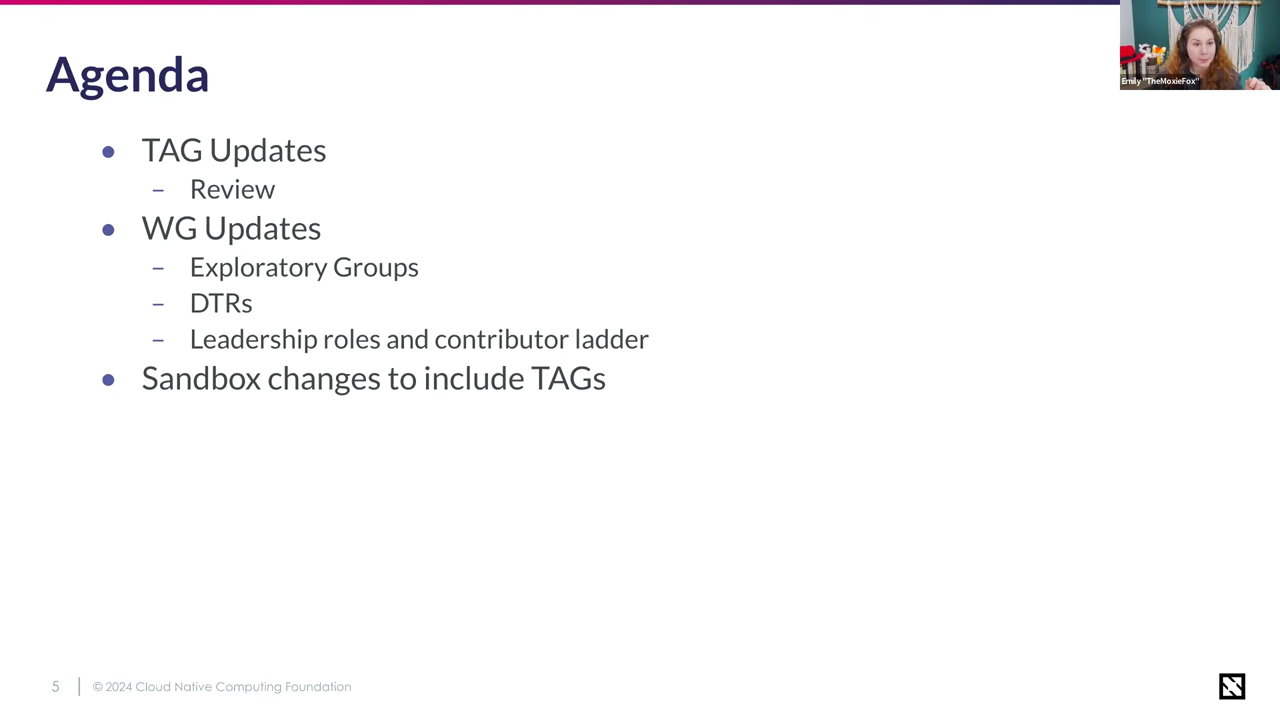 Agenda
Emily "TheMoxieFox"
• TAG Updates
– Review
• WG Updates
– Exploratory Groups
– DTRs
– Leadership roles and contributor ladder
• Sandbox changes to include TAGs
5
© 2024 Cloud Native Computing Foundation